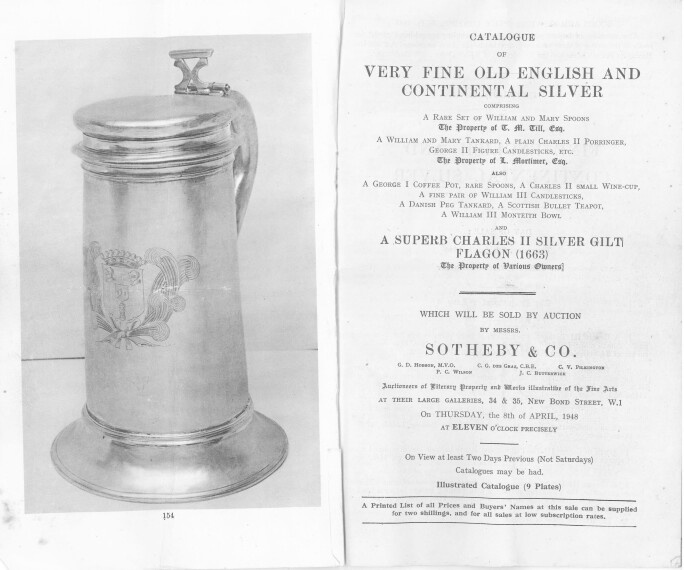 154
CATALOGUE
OF
VERY FINE OLD ENGLISH AND
CONTINENTAL SILVER
COMPRISING
A Rare Set of William and Mary Spoons
The Property of T. M. Till, Esq.
A William and Mary Tankard, A plain Charles II Porringer,
George II Figure Candlesticks, etc.
The Property of L. Mortimer, Esq.
ALSO
A George I Coffee Pot, rare Spoons, A Charles II small Wine-cup,
A fine pair of William III Candlesticks,
A Danish Peg Tankard, A Scottish Bullet Teapot,
A William III Monteith Bowl
AND
A SUPERB CHARLES II SILVER GILT
FLAGON (1663)
The Property of Various Owners]
WHICH WILL BE SOLD BY AUCTION
BY MESSRS.
SOTHEBY & CO.
G. D. Hobson, M.V.O. C. G. des Graz, C.B.E. C. V. Pilkington
P. C. Wilson J. C. Butterwick
Auctioneers of Literary Property and Works illustrative of the Fine Arts
AT THEIR LARGE GALLERIES, 34 & 35, NEW BOND STREET, W.1
On THURSDAY, the 8th of APRIL, 1948
AT ELEVEN O'CLOCK PRECISELY
On View at least Two Days Previous (Not Saturdays)
Catalogues may be had.
Illustrated Catalogue (9 Plates)
A Printed List of all Prices and Buyers' Names at this sale can be supplied
for two shillings, and for all sales at low subscription rates.